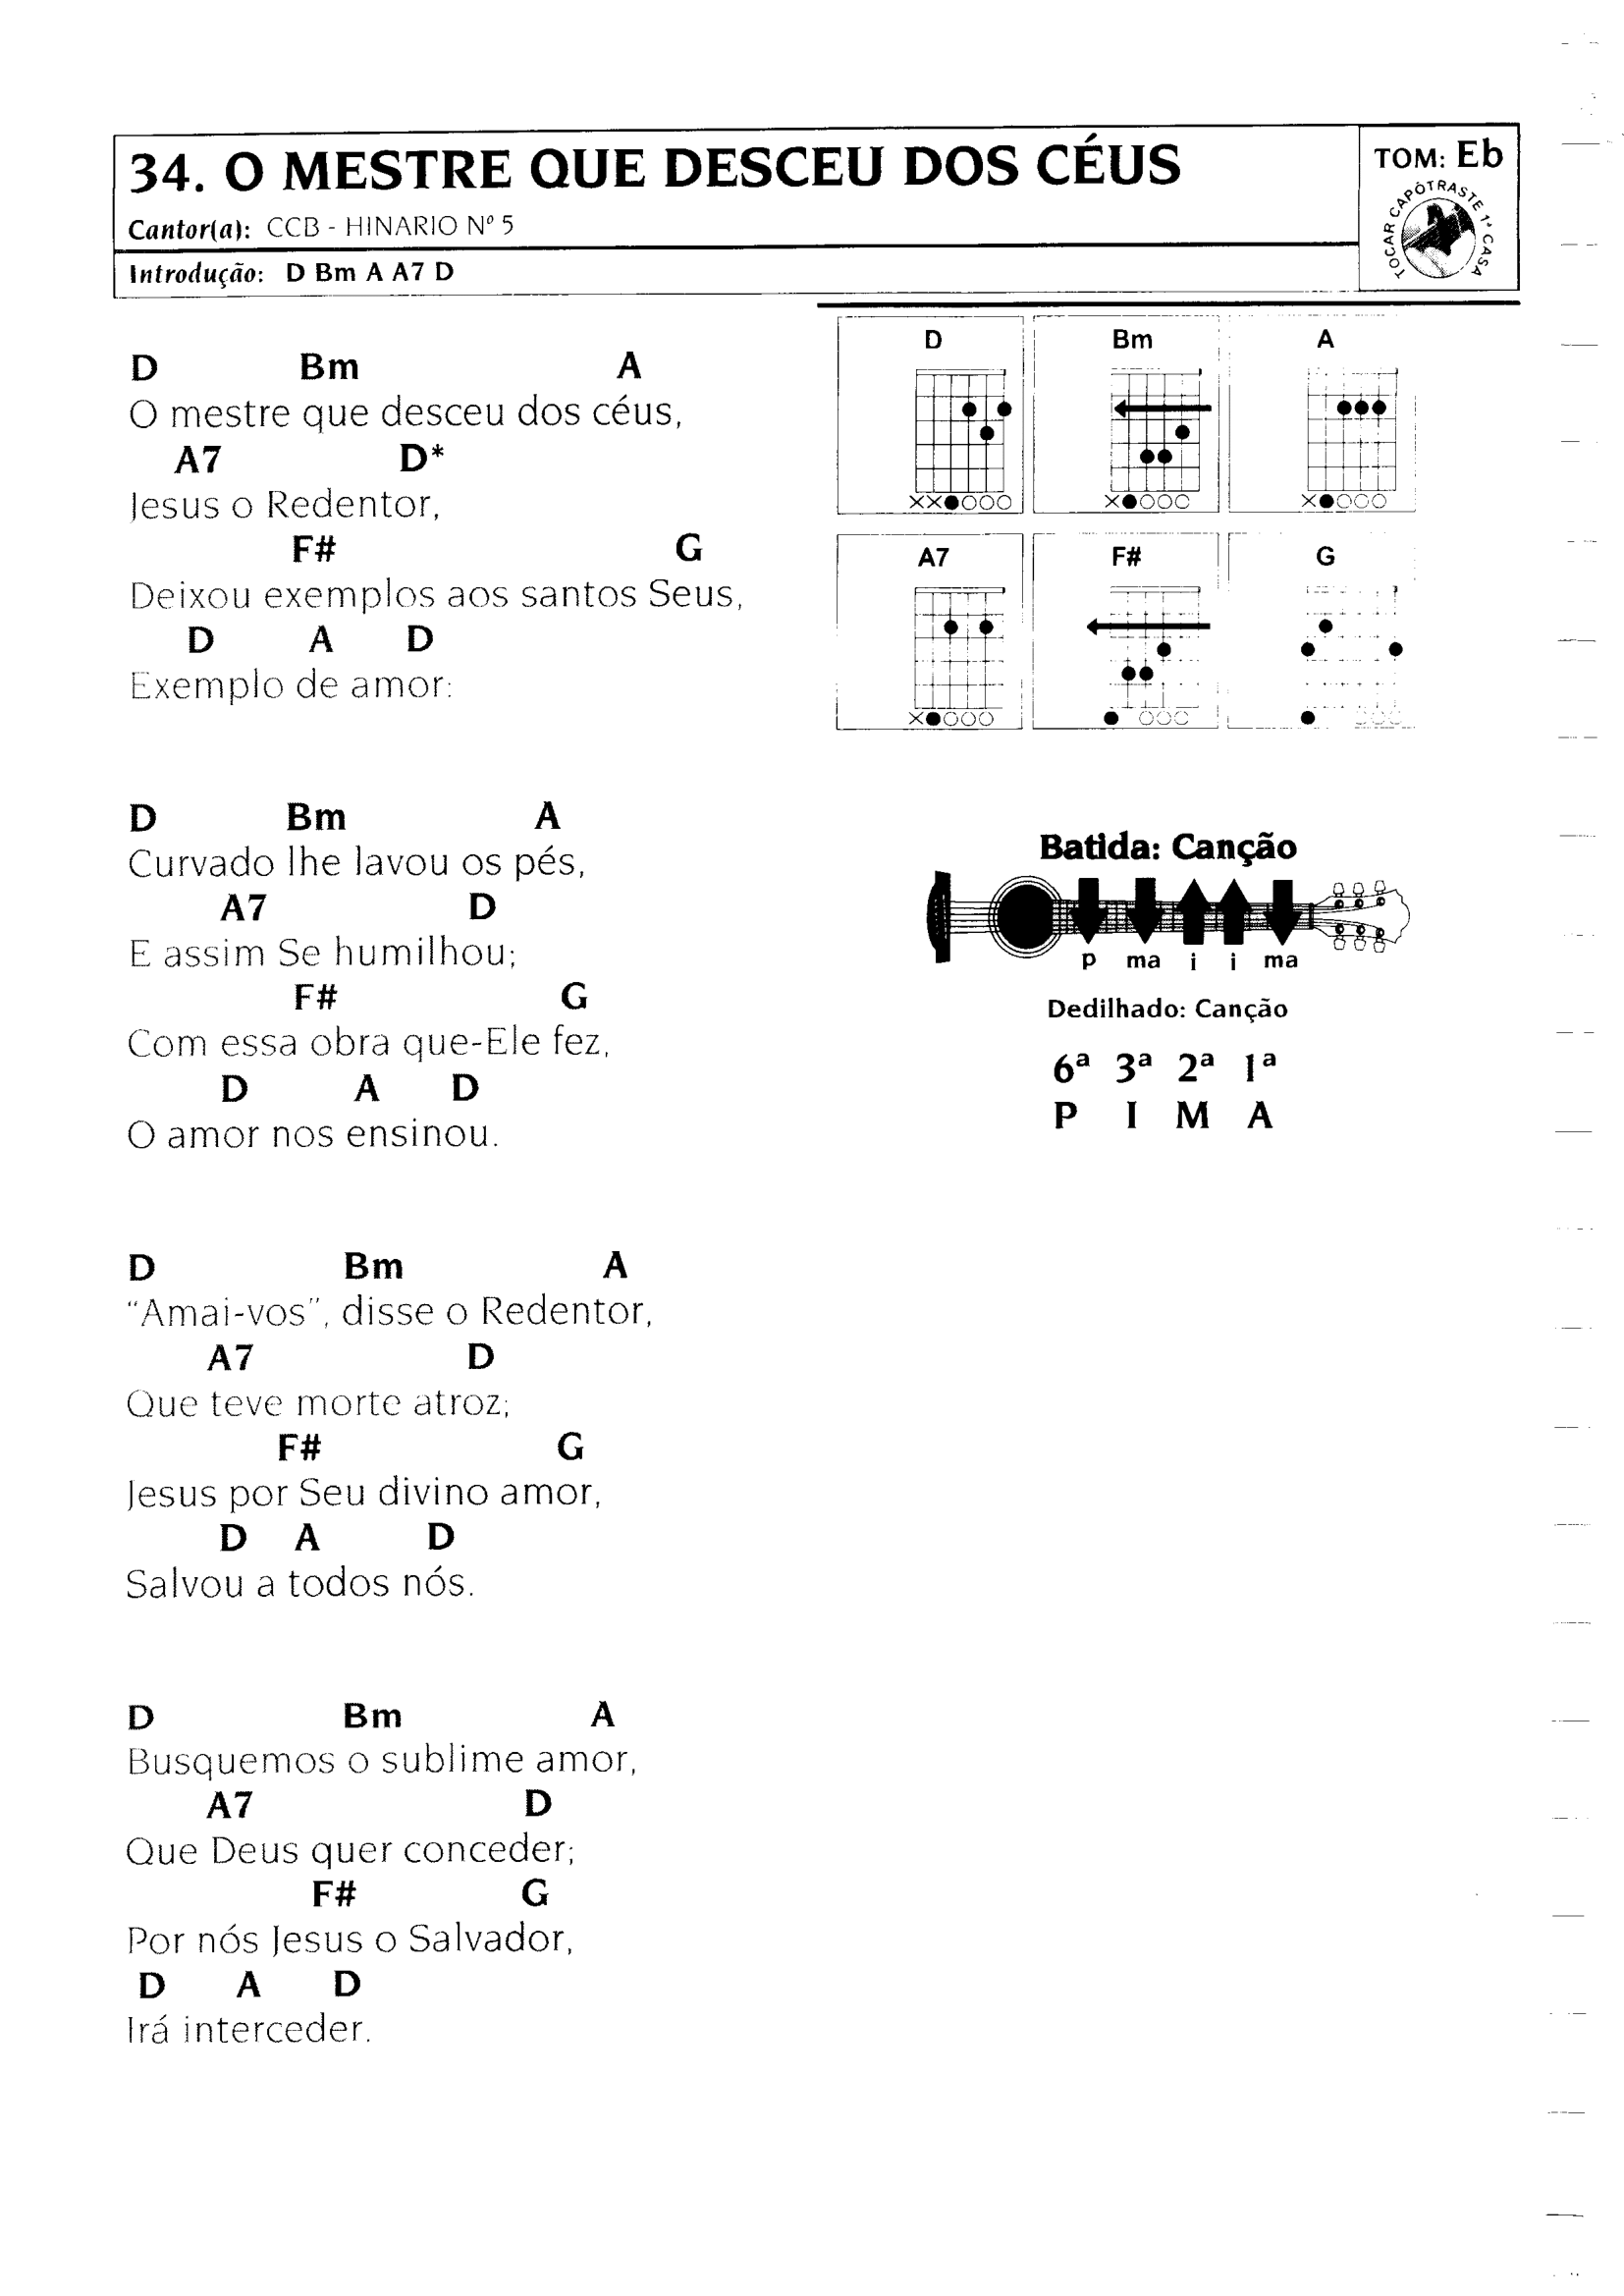 34. O MESTRE QUE DESCEU DOS CÉUS
Cantor(a): CCB - HINARIO Nº 5
Introdução: D Bm A A7 D
TOM: Eb
TOCAR CAPÒTRASTE 1ª CASA
D Bm A
O mestre que desceu dos céus,
A7 D*
Jesus o Redentor,
F# G
Deixou exemplos aos santos Seus,
D A D
Exemplo de amor:
D Bm A
Curvado lhe lavou os pés,
A7 D
E assim Se humilhou;
F# G
Com essa obra que-Ele fez,
D A D
O amor nos ensinou.
D Bm A
“Amai-vos”, disse o Redentor,
A7 D
Que teve morte atroz;
F# G
Jesus por Seu divino amor,
D A D
Salvou a todos nós.
D Bm A
Busquemos o sublime amor,
A7 D
Que Deus quer conceder;
F# G
Por nós Jesus o Salvador,
D A D
Irá interceder.
D Bm A
A7 F# G
Batida: Canção
p ma i i ma
Dedilhado: Canção
6ª 3ª 2ª 1ª
P I M A